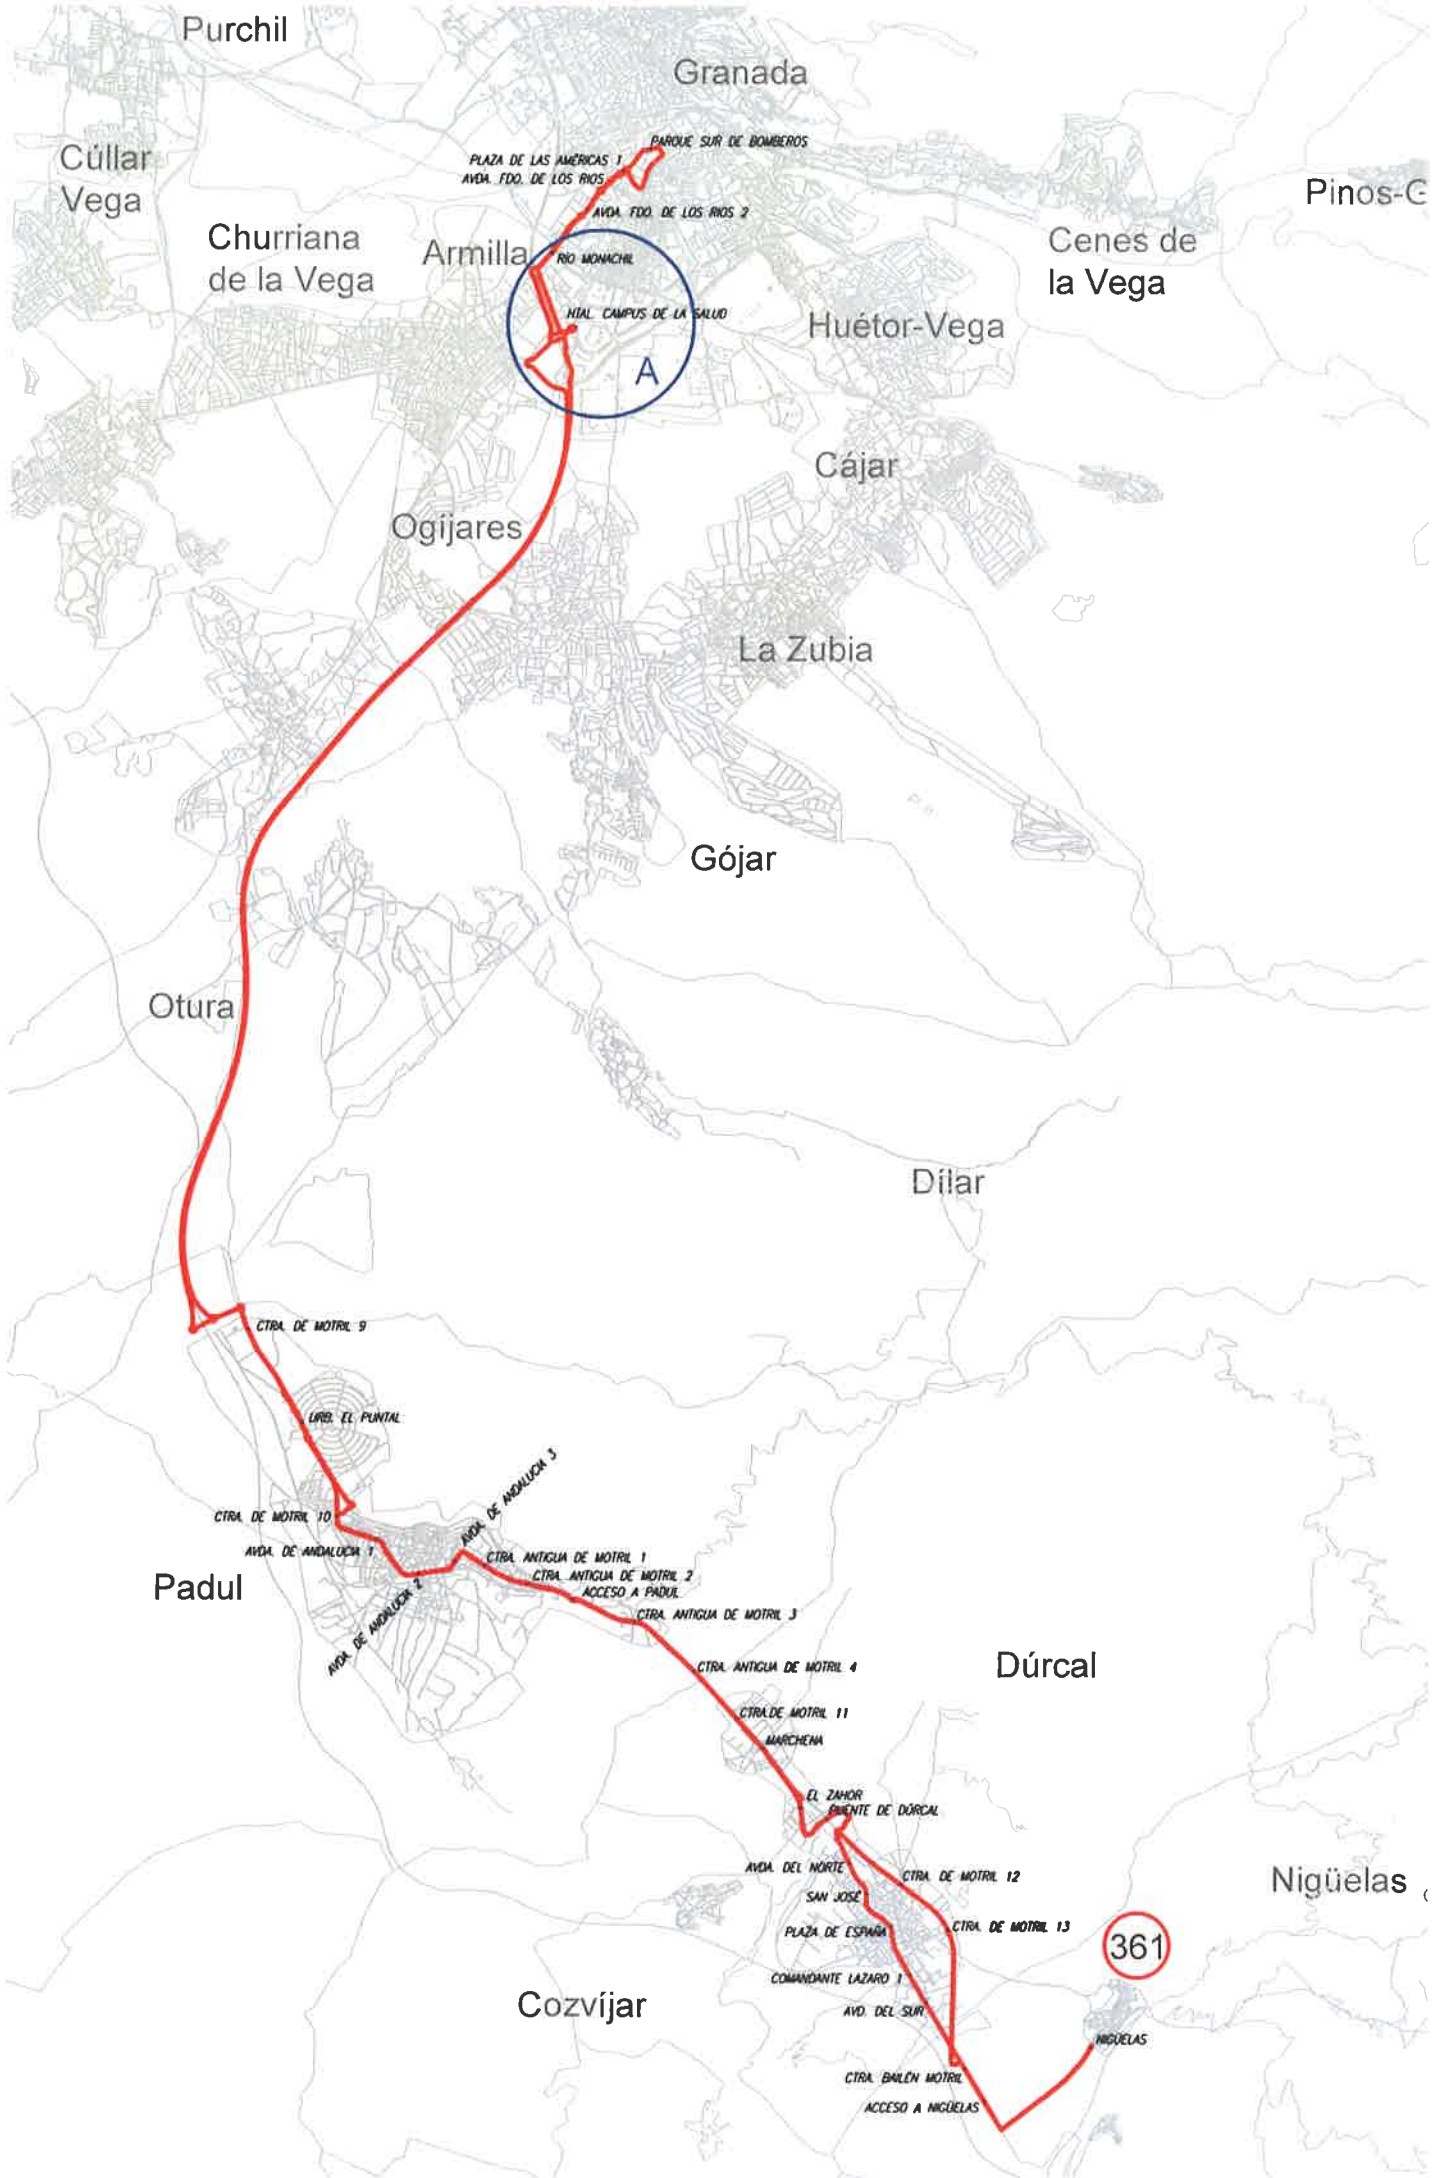 Purchil
Granada
PARQUE SUR DE BOMBEROS
PLAZA DE LAS AMÉRICAS 1
AVDA. FDO. DE LOS RIOS
Cúllar
Vega
Pinos-G
AVDA. FDO. DE LOS RIOS 2
Churriana
de la Vega
Armilla
RÍO MONACHIL
Cenes de
la Vega
HTAL. CAMPUS DE LA SALUD
Huétor-Vega
A
Cájar
Ogíjares
La Zubia
Gójar
Otura
Dílar
CTRA. DE MOTRIL 9
URB. EL PUNTAL
AVDA. DE ANDALUCIA 3
CTRA. DE MOTRIL 10
AVDA. DE ANDALUCIA 1
CTRA. ANTIGUA DE MOTRIL 1
CTRA. ANTIGUA DE MOTRIL 2
ACCESO A PADUL
Padul
AVDA. DE ANDALUCIA 2
CTRA. ANTIGUA DE MOTRIL 3
CTRA. ANTIGUA DE MOTRIL 4
Dúrcal
CTRA.DE MOTRIL 11
MARCHENA
EL ZAHOR
PUENTE DE DÚRCAL
AVDA. DEL NORTE
CTRA. DE MOTRIL 12
Nigüelas
SAN JOSÉ
PLAZA DE ESPAÑA
CTRA. DE MOTRIL 13
361
COMANDANTE LAZARO 1
Cozvíjar
AVD. DEL SUR
NIGÜELAS
CTRA. BAILÉN MOTRIL
ACCESO A NIGÜELAS